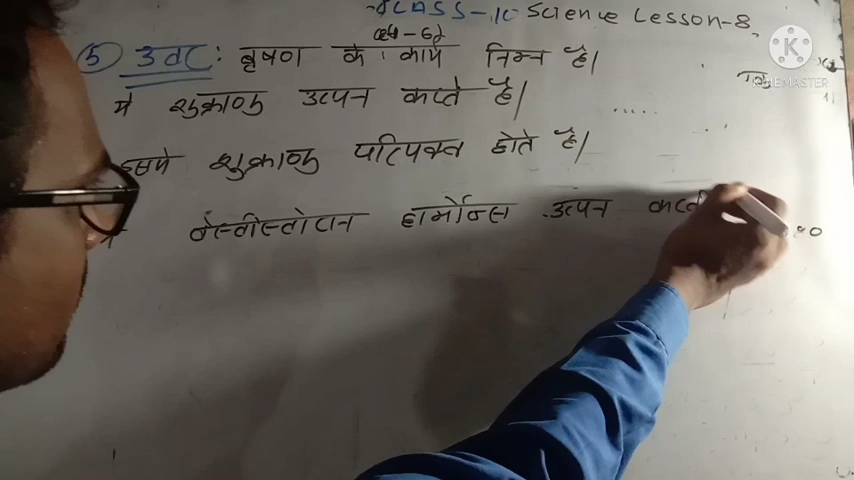 CLASS-10 Science Lesson-8
⑤ उत्तर: वृषण के कार्य निम्न है।
मे शुक्राणु उत्पन करते है।
इसमे शुक्राणु परिपक्व होते है।
टेस्टीस्टोरान हार्मोन्स उत्पन करती
KINEMASTER